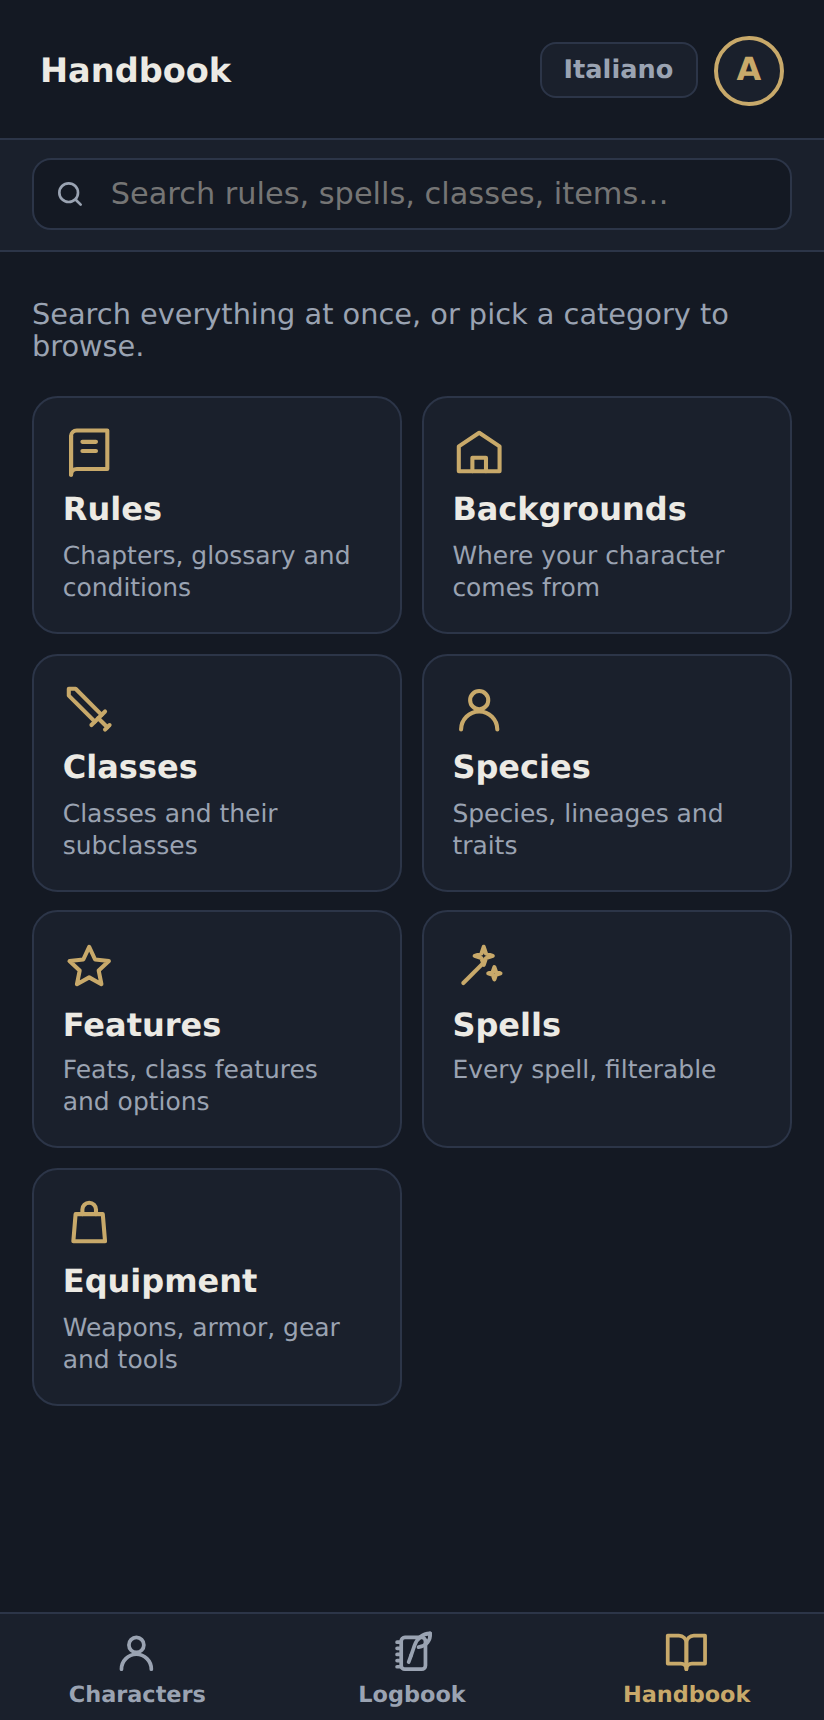 Handbook
Italiano
A
Search rules, spells, classes, items...
Search everything at once, or pick a category to
browse.
Rules
Chapters, glossary and
conditions
Backgrounds
Where your character
comes from
Classes
Classes and their
subclasses
Species
Species, lineages and
traits
Features
Feats, class features
and options
Spells
Every spell, filterable
Equipment
Weapons, armor, gear
and tools
Characters
Logbook
Handbook